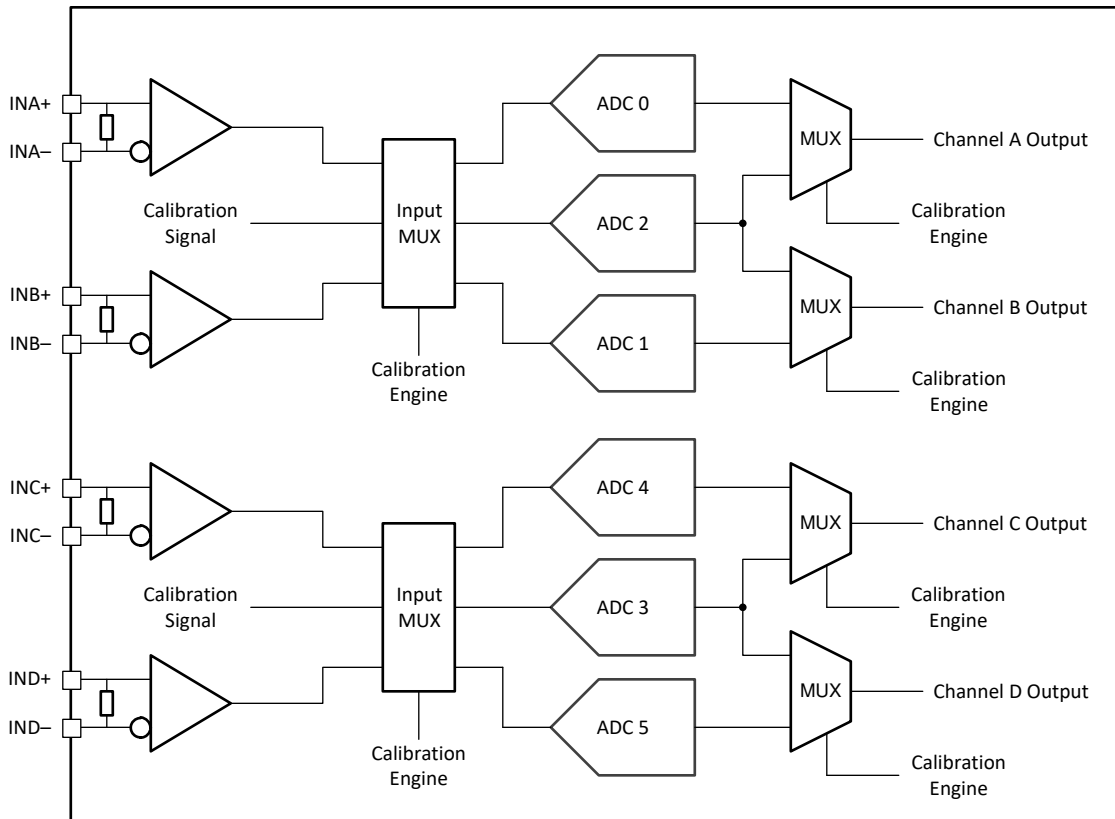 INA+
INA–
ADC 0
MUX
Channel A Output
Calibration
Signal
Input
MUX
ADC 2
Calibration
Engine
INB+
INB–
Calibration
Engine
ADC 1
MUX
Channel B Output
Calibration
Engine
INC+
INC–
ADC 4
MUX
Channel C Output
Calibration
Signal
Input
MUX
ADC 3
Calibration
Engine
IND+
IND–
Calibration
Engine
ADC 5
MUX
Channel D Output
Calibration
Engine